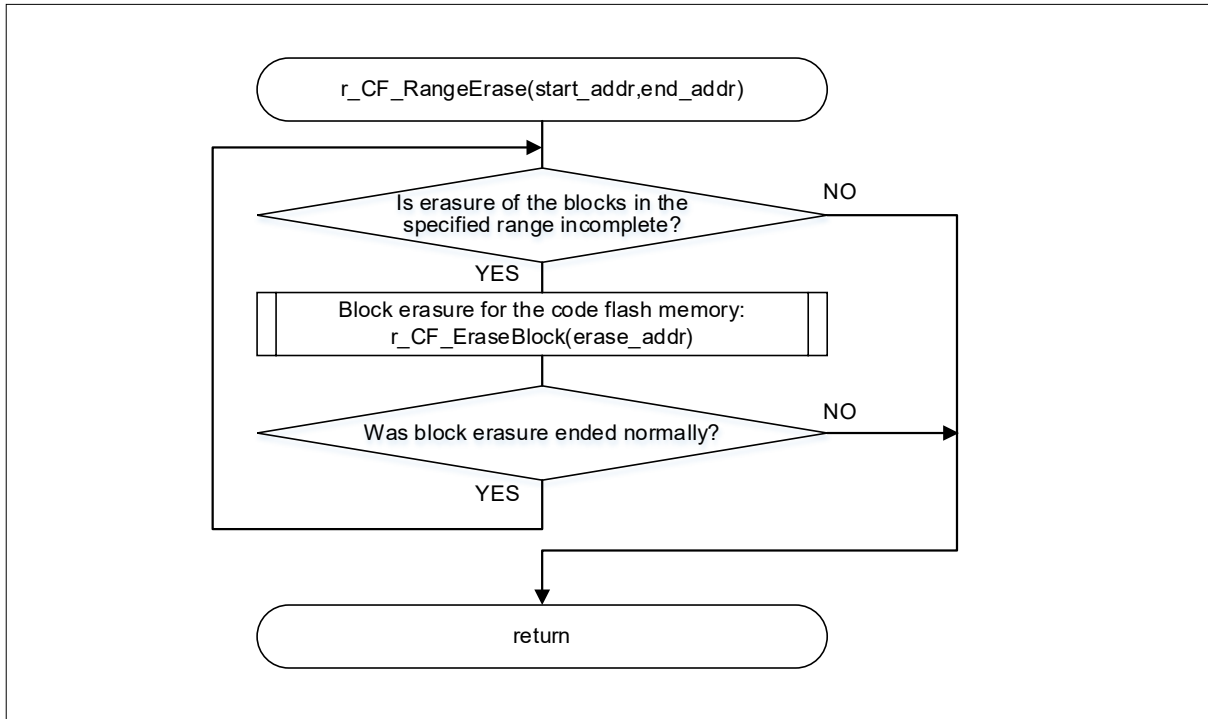 r_CF_RangeErase(start_addr,end_addr)
NO
Is erasure of the blocks in the
specified range incomplete?
YES
Block erasure for the code flash memory:
r_CF_EraseBlock(erase_addr)
NO
Was block erasure ended normally?
YES
return